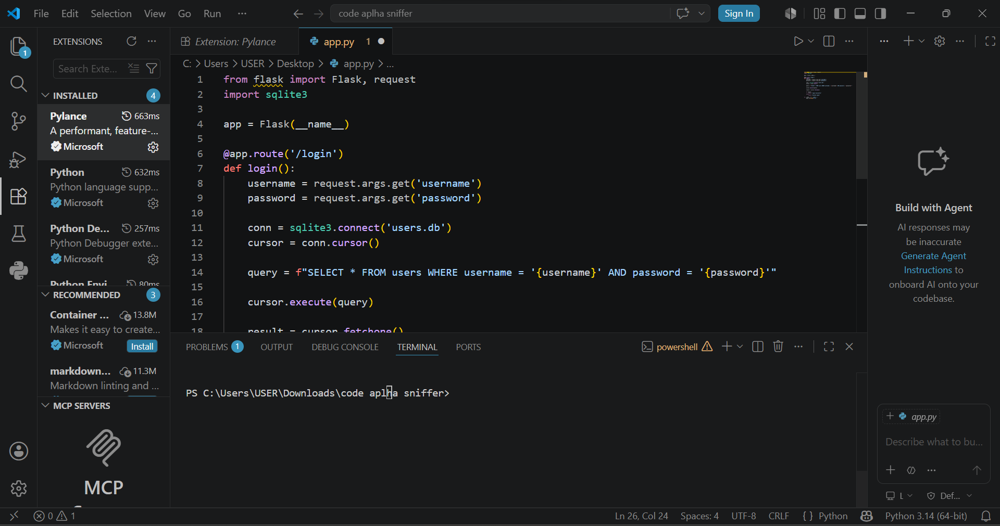 File Edit Selection View Go Run ···
code aplha sniffer
Sign In
EXTENSIONS
Search Exte...
INSTALLED 4
Pylance 663ms
A performant, feature-...
Microsoft
Python 632ms
Python language supp...
Microsoft
Python De... 257ms
Python Debugger exte...
Microsoft
Python Envi 80ms
RECOMMENDED 3
Container ... 13.8M
Makes it easy to create...
Microsoft Install
markdown... 11.3M
Markdown linting and ...
MCP SERVERS
MCP
1
Extension: Pylance
app.py 1
C: > Users > USER > Desktop > app.py > ...
1 from flask import Flask, request
2 import sqlite3
3
4 app = Flask(__name__)
5
6 @app.route('/login')
7 def login():
8 username = request.args.get('username')
9 password = request.args.get('password')
10
11 conn = sqlite3.connect('users.db')
12 cursor = conn.cursor()
13
14 query = f"SELECT * FROM users WHERE username = '{username}' AND password = '{password}'"
15
16 cursor.execute(query)
17
18 result = cursor.fetchone()
PROBLEMS 1 OUTPUT DEBUG CONSOLE TERMINAL PORTS
powershell
PS C:\Users\USER\Downloads\code aplha sniffer>
Build with Agent
AI responses may
be inaccurate
Generate Agent
Instructions to
onboard AI onto your
codebase.
app.py
Describe what to bu...
L Def...
0 1
Ln 26, Col 24 Spaces: 4 UTF-8 CRLF { } Python Python 3.14 (64-bit)